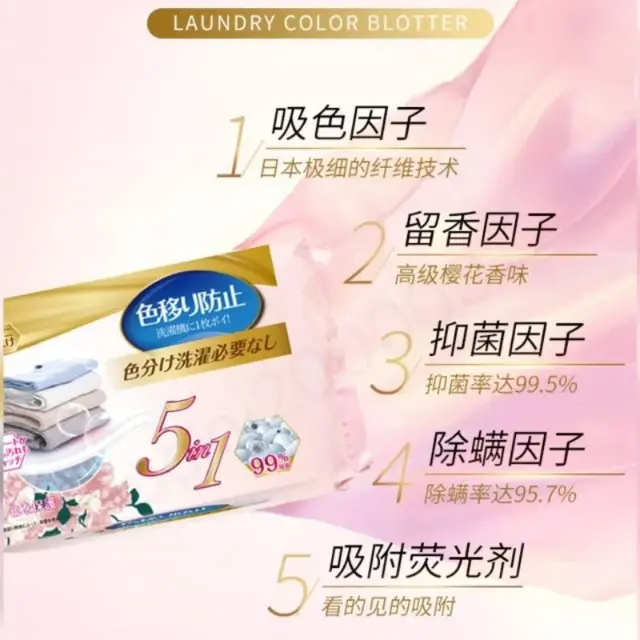 LAUNDRY COLOR BLOTTER
1 吸色因子
日本极细的纤维技术
2 留香因子
高级樱花香味
3 抑菌因子
抑菌率达99.5%
4 除螨因子
除螨率达95.7%
5 吸附荧光剂
看的见的吸附
色移り防止
洗濯機に1枚ポイ!
色分け洗濯必要なし
5in1
99%